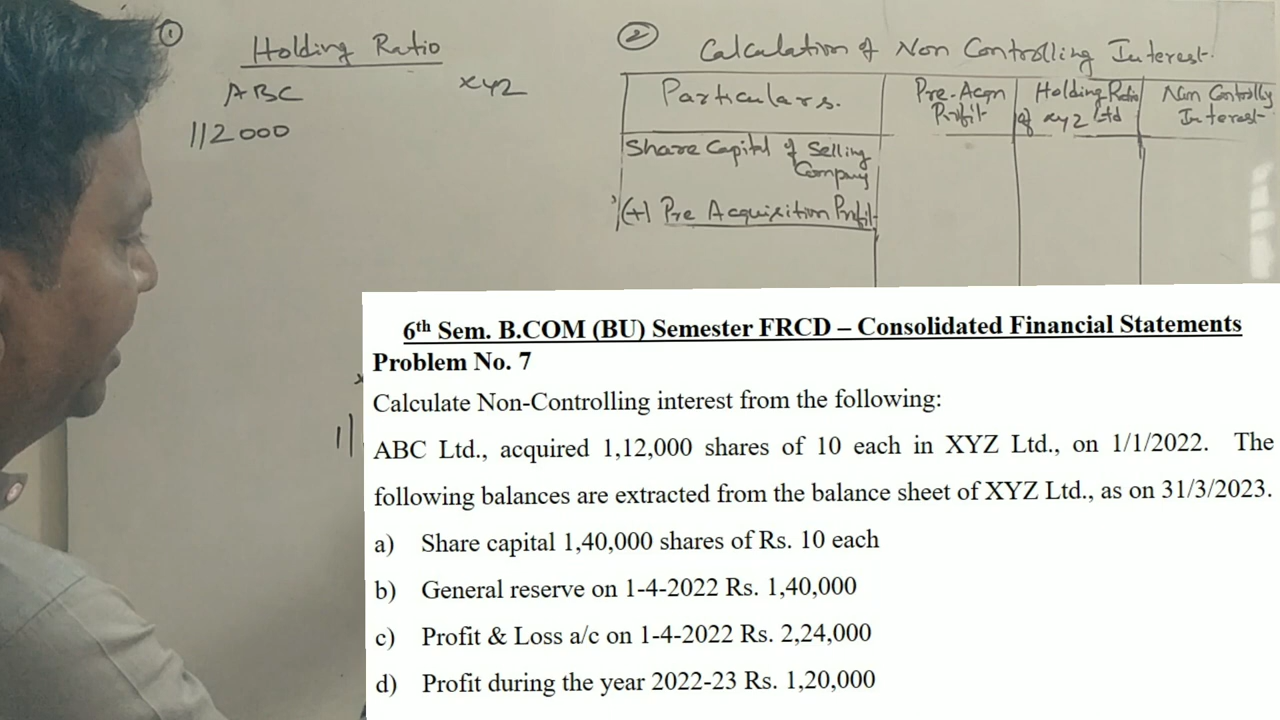 ① Holding Ratio
ABC XYZ
112000
② Calculation of Non Controlling Interest.
Particulars. Pre-Acqn Profit Holding Ratio of XYZ Ltd Non Controlly Interest
Share Capital of Selling Company
(+) Pre Acquisition Profit
6th Sem. B.COM (BU) Semester FRCD – Consolidated Financial Statements
Problem No. 7
Calculate Non-Controlling interest from the following:
ABC Ltd., acquired 1,12,000 shares of 10 each in XYZ Ltd., on 1/1/2022. The
following balances are extracted from the balance sheet of XYZ Ltd., as on 31/3/2023.
a) Share capital 1,40,000 shares of Rs. 10 each
b) General reserve on 1-4-2022 Rs. 1,40,000
c) Profit & Loss a/c on 1-4-2022 Rs. 2,24,000
d) Profit during the year 2022-23 Rs. 1,20,000